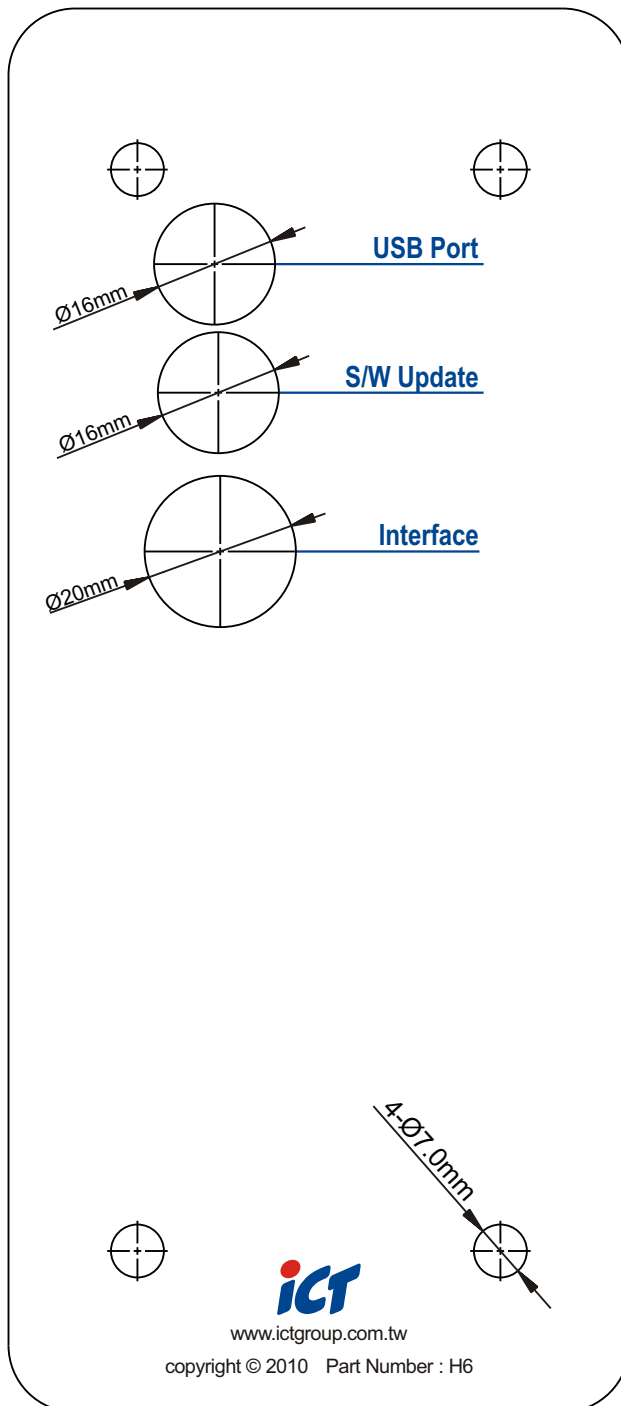 USB Port
Ø16mm
S/W Update
Ø16mm
Interface
Ø20mm
4-Ø7.0mm
iCT
www.ictgroup.com.tw
copyright © 2010 Part Number : H6